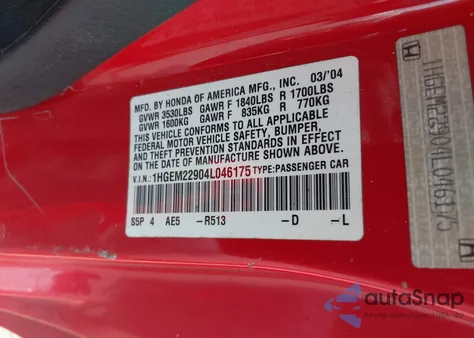 MFD. BY HONDA OF AMERICA MFG., INC. 03/'04
GVWR 3530LBS GAWR F 1840LBS R 1700LBS
GVWR 1600KG GAWR F 835KG R 770KG
THIS VEHICLE CONFORMS TO ALL APPLICABLE
FEDERAL MOTOR VEHICLE SAFETY, BUMPER,
AND THEFT PREVENTION STANDARDS IN EFFECT
ON THE DATE OF MANUFACTURE SHOWN ABOVE.
V.I.N.: 1HGEM22904L046175 TYPE:PASSENGER CAR
S5P 4 AE5 -R513 -D -L
1HGEM22904L046175
autoSnap